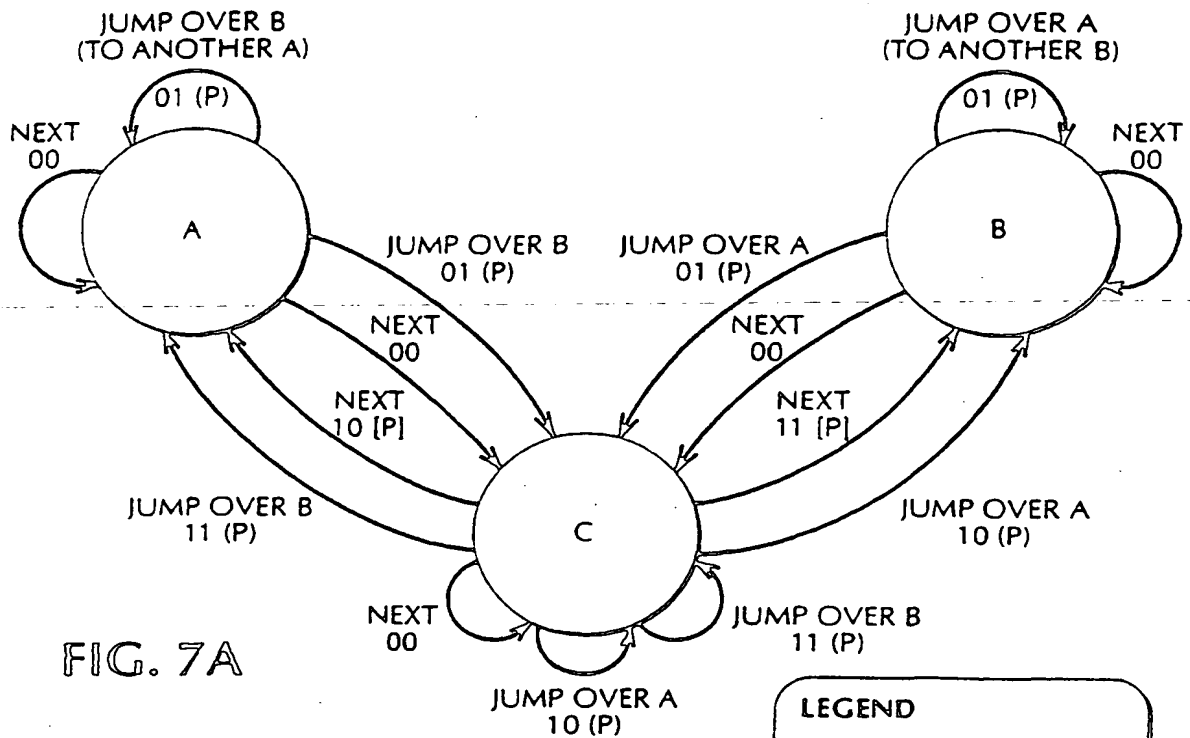 JUMP OVER B
(TO ANOTHER A)
01 (P)
NEXT
00
A
JUMP OVER A
(TO ANOTHER B)
01 (P)
NEXT
00
B
JUMP OVER B
01 (P)
JUMP OVER A
01 (P)
NEXT
00
NEXT
00
NEXT
10 [P]
NEXT
11 [P]
JUMP OVER B
11 (P)
JUMP OVER A
10 (P)
C
NEXT
00
JUMP OVER B
11 (P)
JUMP OVER A
10 (P)
FIG. 7A
LEGEND